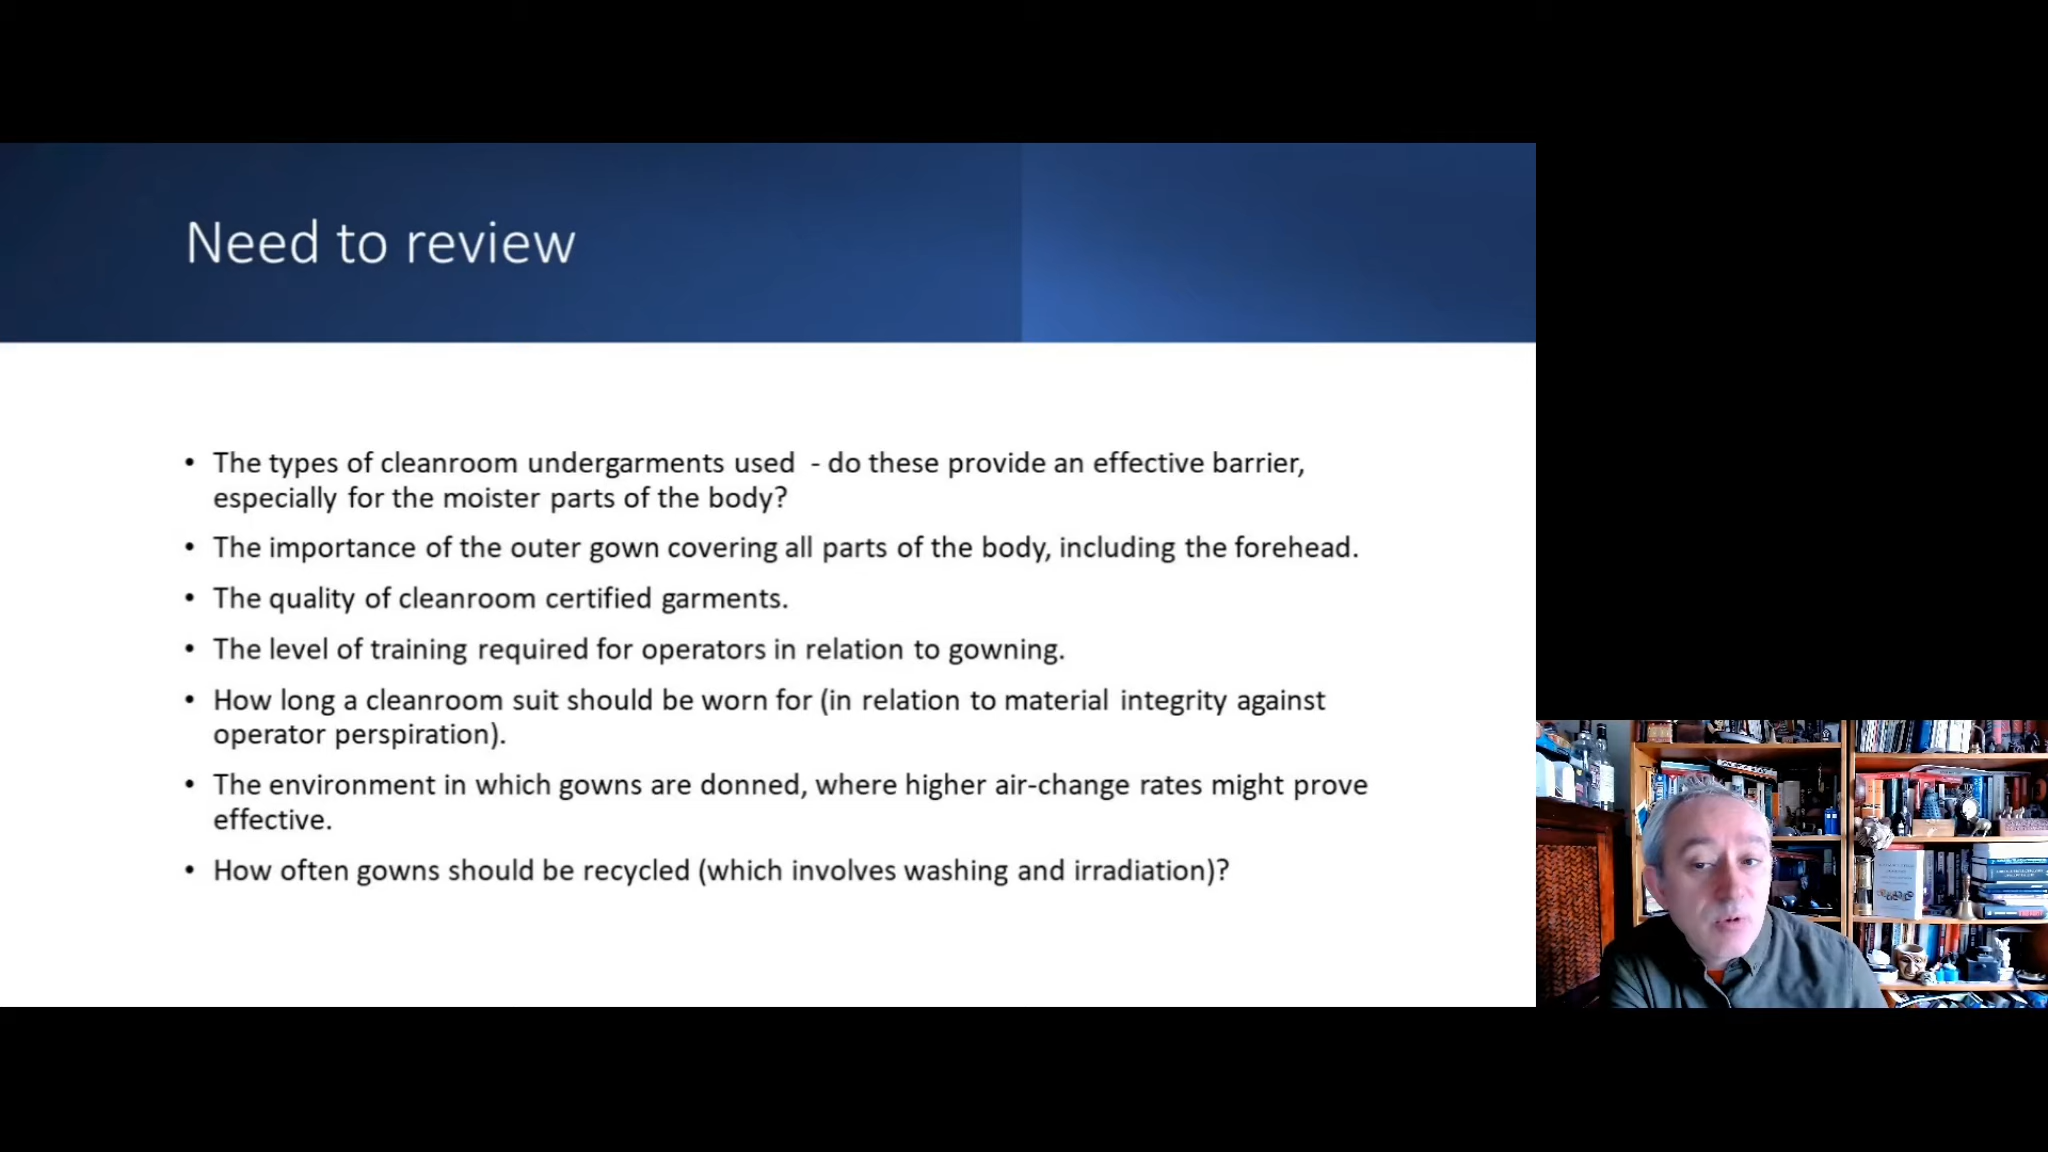 Need to review
• The types of cleanroom undergarments used - do these provide an effective barrier,
especially for the moister parts of the body?
• The importance of the outer gown covering all parts of the body, including the forehead.
• The quality of cleanroom certified garments.
• The level of training required for operators in relation to gowning.
• How long a cleanroom suit should be worn for (in relation to material integrity against
operator perspiration).
• The environment in which gowns are donned, where higher air-change rates might prove
effective.
• How often gowns should be recycled (which involves washing and irradiation)?